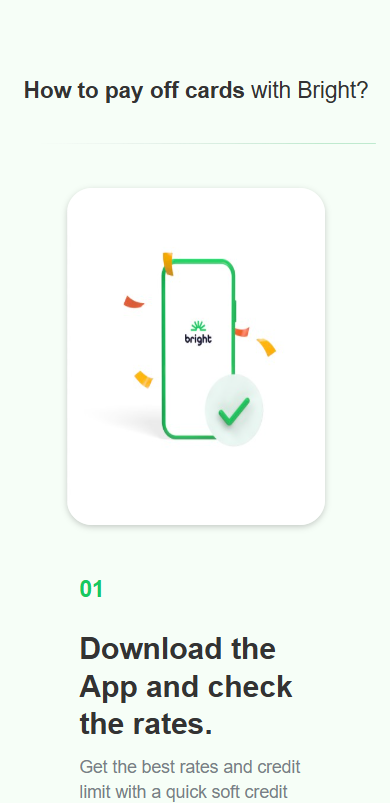 How to pay off cards with Bright?
bright
01
Download the
App and check
the rates.
Get the best rates and credit
limit with a quick soft credit